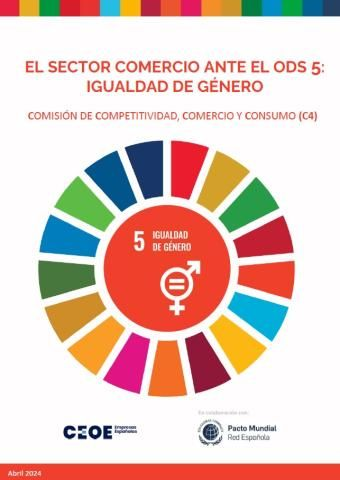 EL SECTOR COMERCIO ANTE EL ODS 5:
IGUALDAD DE GÉNERO
COMISIÓN DE COMPETITIVIDAD, COMERCIO Y CONSUMO (C4)
5 IGUALDAD
DE GÉNERO
En colaboración con:
CEOE Empresas
Españolas
Pacto Mundial
Red Española
Abril 2024